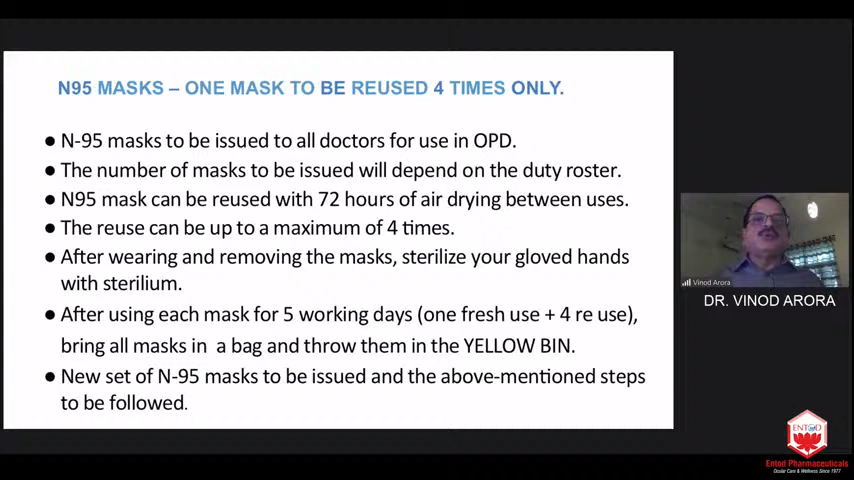 N95 MASKS – ONE MASK TO BE REUSED 4 TIMES ONLY.
● N-95 masks to be issued to all doctors for use in OPD.
● The number of masks to be issued will depend on the duty roster.
● N95 mask can be reused with 72 hours of air drying between uses.
● The reuse can be up to a maximum of 4 times.
● After wearing and removing the masks, sterilize your gloved hands
with sterilium.
● After using each mask for 5 working days (one fresh use + 4 re use),
bring all masks in a bag and throw them in the YELLOW BIN.
● New set of N-95 masks to be issued and the above-mentioned steps
to be followed.
Vinod Arora
DR. VINOD ARORA
ENTOD
Entod Pharmaceuticals
Ocular Care & Wellness Since 1977